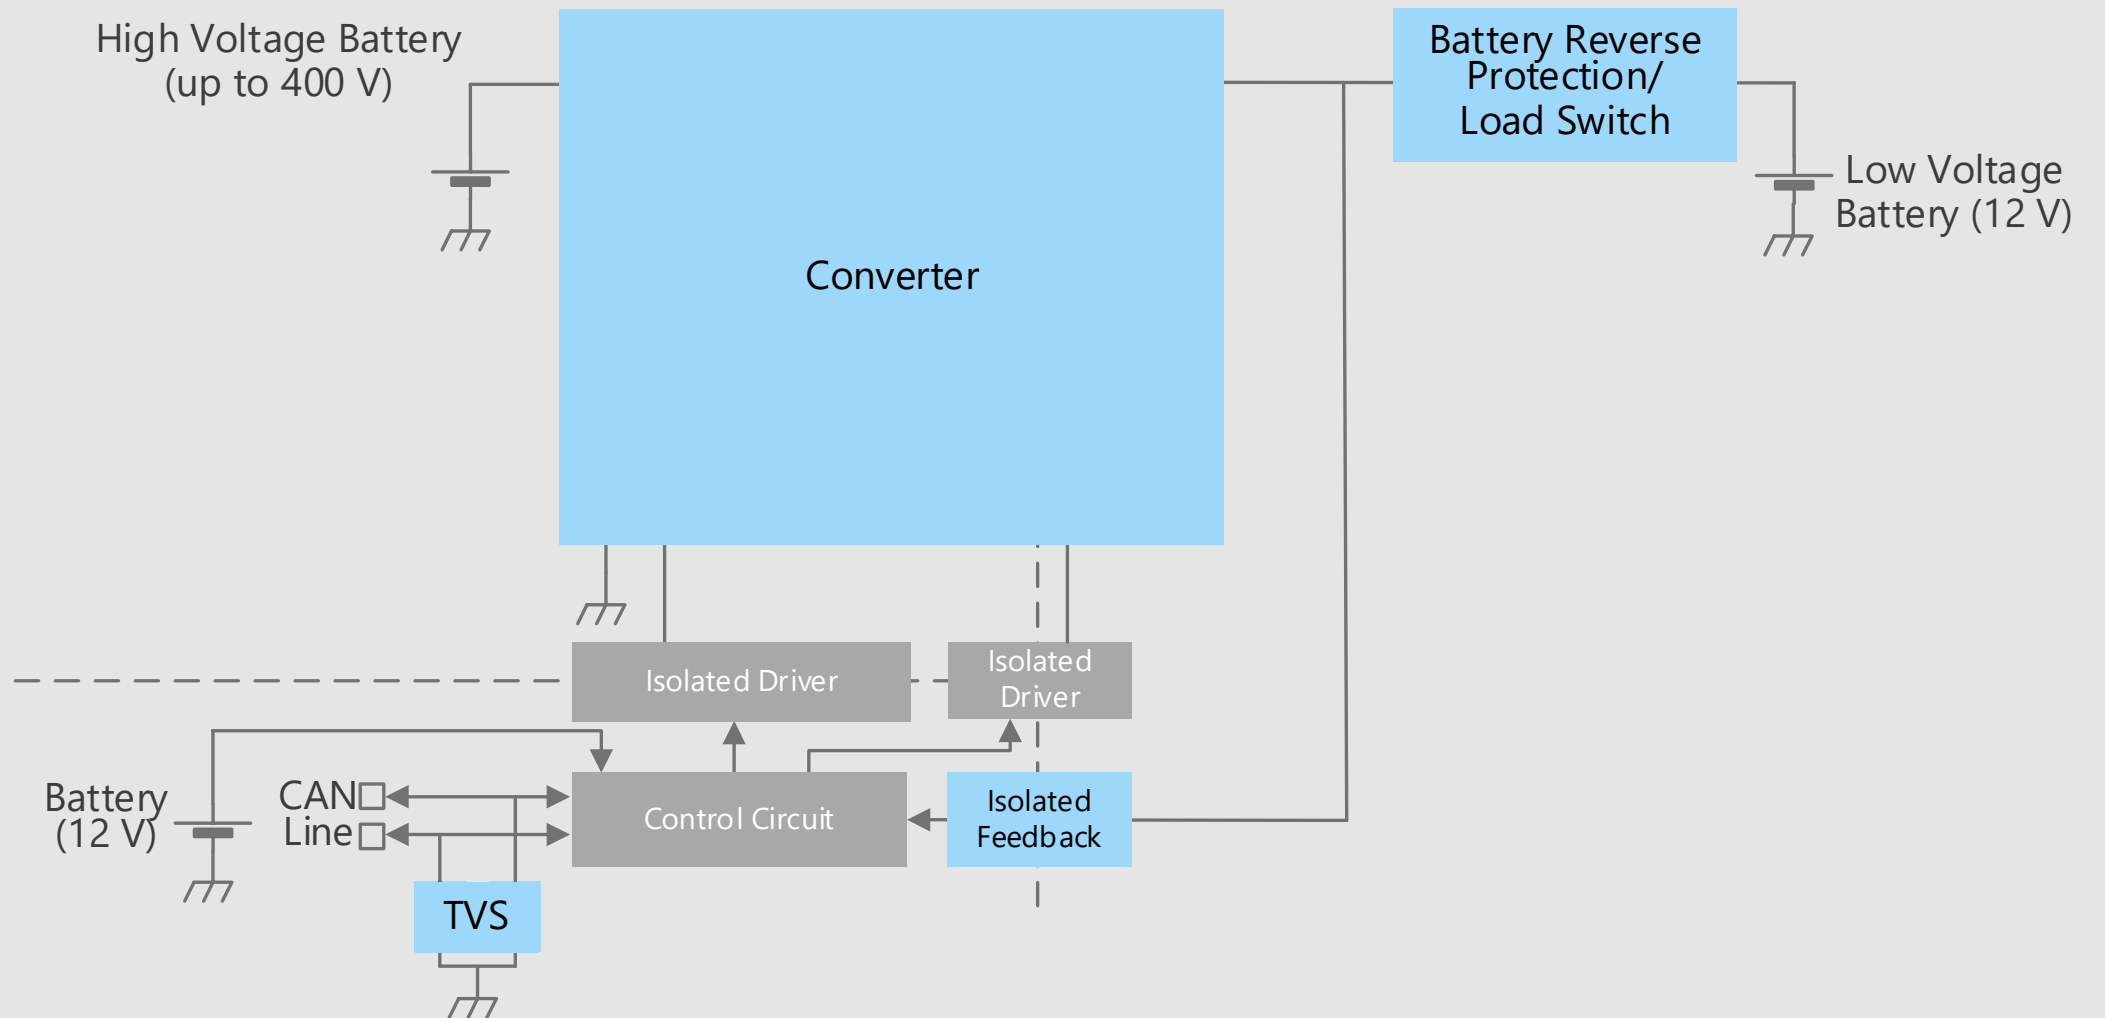 High Voltage Battery
(up to 400 V)
Converter
Battery Reverse
Protection/
Load Switch
Low Voltage
Battery (12 V)
Isolated Driver
Isolated
Driver
Battery
(12 V)
CAN
Line
Control Circuit
Isolated
Feedback
TVS